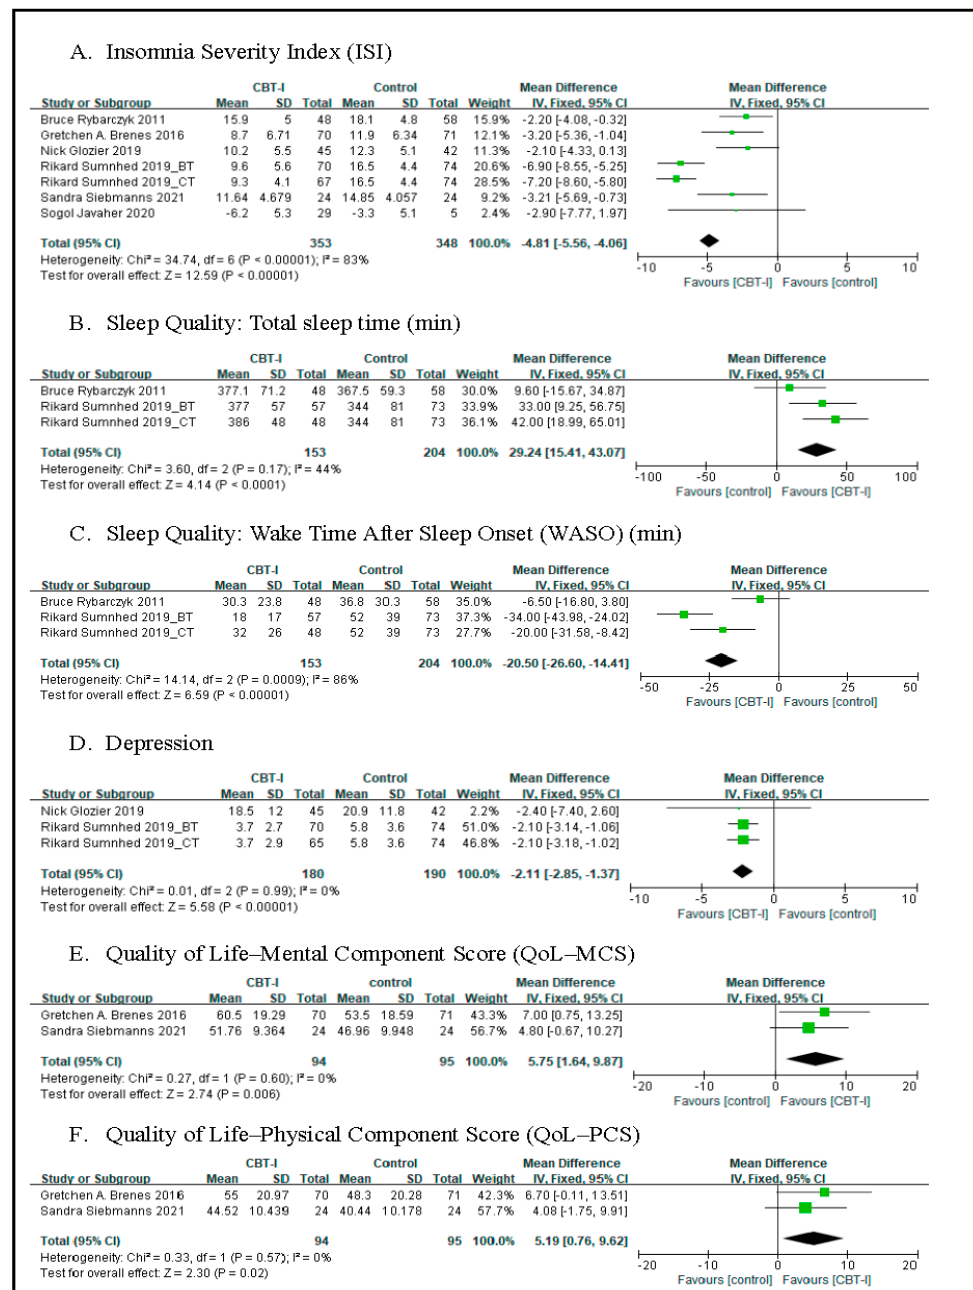 A. Insomnia Severity Index (ISI)
CBT-I Control Mean Difference Mean Difference
Study or Subgroup Mean SD Total Mean SD Total Weight IV, Fixed, 95% CI IV, Fixed, 95% CI
Bruce Rybarczyk 2011 15.9 5 48 18.1 4.8 58 15.9% -2.20 [-4.08, -0.32]
Gretchen A. Brenes 2016 8.7 6.71 70 11.9 6.34 71 12.1% -3.20 [-5.36, -1.04]
Nick Glozier 2019 10.2 5.5 45 12.3 5.1 42 11.3% -2.10 [-4.33, 0.13]
Rikard Sumnhed 2019_BT 9.6 5.6 70 16.5 4.4 74 20.6% -6.90 [-8.55, -5.25]
Rikard Sumnhed 2019_CT 9.3 4.1 67 16.5 4.4 74 28.5% -7.20 [-8.60, -5.80]
Sandra Siebmanns 2021 11.64 4.679 24 14.85 4.057 24 9.2% -3.21 [-5.69, -0.73]
Sogol Javaher 2020 -6.2 5.3 29 -3.3 5.1 5 2.4% -2.90 [-7.77, 1.97]
Total (95% CI) 353 348 100.0% -4.81 [-5.56, -4.06]
Heterogeneity: Chi² = 34.74, df = 6 (P < 0.00001); I² = 83%
Test for overall effect: Z = 12.59 (P < 0.00001)
-10 -5 0 5 10
Favours [CBT-I] Favours [control]
B. Sleep Quality: Total sleep time (min)
CBT-I Control Mean Difference Mean Difference
Study or Subgroup Mean SD Total Mean SD Total Weight IV, Fixed, 95% CI IV, Fixed, 95% CI
Bruce Rybarczyk 2011 377.1 71.2 48 367.5 59.3 58 30.0% 9.60 [-15.67, 34.87]
Rikard Sumnhed 2019_BT 377 57 57 344 81 73 33.9% 33.00 [9.25, 56.75]
Rikard Sumnhed 2019_CT 386 48 48 344 81 73 36.1% 42.00 [18.99, 65.01]
Total (95% CI) 153 204 100.0% 29.24 [15.41, 43.07]
Heterogeneity: Chi² = 3.60, df = 2 (P = 0.17); I² = 44%
Test for overall effect: Z = 4.14 (P < 0.0001)
-100 -50 0 50 100
Favours [control] Favours [CBT-I]
C. Sleep Quality: Wake Time After Sleep Onset (WASO) (min)
CBT-I Control Mean Difference Mean Difference
Study or Subgroup Mean SD Total Mean SD Total Weight IV, Fixed, 95% CI IV, Fixed, 95% CI
Bruce Rybarczyk 2011 30.3 23.8 48 36.8 30.3 58 35.0% -6.50 [-16.80, 3.80]
Rikard Sumnhed 2019_BT 18 17 57 52 39 73 37.3% -34.00 [-43.98, -24.02]
Rikard Sumnhed 2019_CT 32 26 48 52 39 73 27.7% -20.00 [-31.58, -8.42]
Total (95% CI) 153 204 100.0% -20.50 [-26.60, -14.41]
Heterogeneity: Chi² = 14.14, df = 2 (P = 0.0009); I² = 86%
Test for overall effect: Z = 6.59 (P < 0.00001)
-50 -25 0 25 50
Favours [CBT-I] Favours [control]
D. Depression
CBT-I Control Mean Difference Mean Difference
Study or Subgroup Mean SD Total Mean SD Total Weight IV, Fixed, 95% CI IV, Fixed, 95% CI
Nick Glozier 2019 18.5 12 45 20.9 11.8 42 2.2% -2.40 [-7.40, 2.60]
Rikard Sumnhed 2019_BT 3.7 2.7 70 5.8 3.6 74 51.0% -2.10 [-3.14, -1.06]
Rikard Sumnhed 2019_CT 3.7 2.9 65 5.8 3.6 74 46.8% -2.10 [-3.18, -1.02]
Total (95% CI) 180 190 100.0% -2.11 [-2.85, -1.37]
Heterogeneity: Chi² = 0.01, df = 2 (P = 0.99); I² = 0%
Test for overall effect: Z = 5.58 (P < 0.00001)
-10 -5 0 5 10
Favours [CBT-I] Favours [control]
E. Quality of Life–Mental Component Score (QoL–MCS)
CBT-I control Mean Difference Mean Difference
Study or Subgroup Mean SD Total Mean SD Total Weight IV, Fixed, 95% CI IV, Fixed, 95% CI
Gretchen A. Brenes 2016 60.5 19.29 70 53.5 18.59 71 43.3% 7.00 [0.75, 13.25]
Sandra Siebmanns 2021 51.76 9.364 24 46.96 9.948 24 56.7% 4.80 [-0.67, 10.27]
Total (95% CI) 94 95 100.0% 5.75 [1.64, 9.87]
Heterogeneity: Chi² = 0.27, df = 1 (P = 0.60); I² = 0%
Test for overall effect: Z = 2.74 (P = 0.006)
-20 -10 0 10 20
Favours [control] Favours [CBT-I]
F. Quality of Life–Physical Component Score (QoL–PCS)
CBT-I Control Mean Difference Mean Difference
Study or Subgroup Mean SD Total Mean SD Total Weight IV, Fixed, 95% CI IV, Fixed, 95% CI
Gretchen A. Brenes 2016 55 20.97 70 48.3 20.28 71 42.3% 6.70 [-0.11, 13.51]
Sandra Siebmanns 2021 44.52 10.439 24 40.44 10.178 24 57.7% 4.08 [-1.75, 9.91]
Total (95% CI) 94 95 100.0% 5.19 [0.76, 9.62]
Heterogeneity: Chi² = 0.33, df = 1 (P = 0.57); I² = 0%
Test for overall effect: Z = 2.30 (P = 0.02)
-20 -10 0 10 20
Favours [control] Favours [CBT-I]